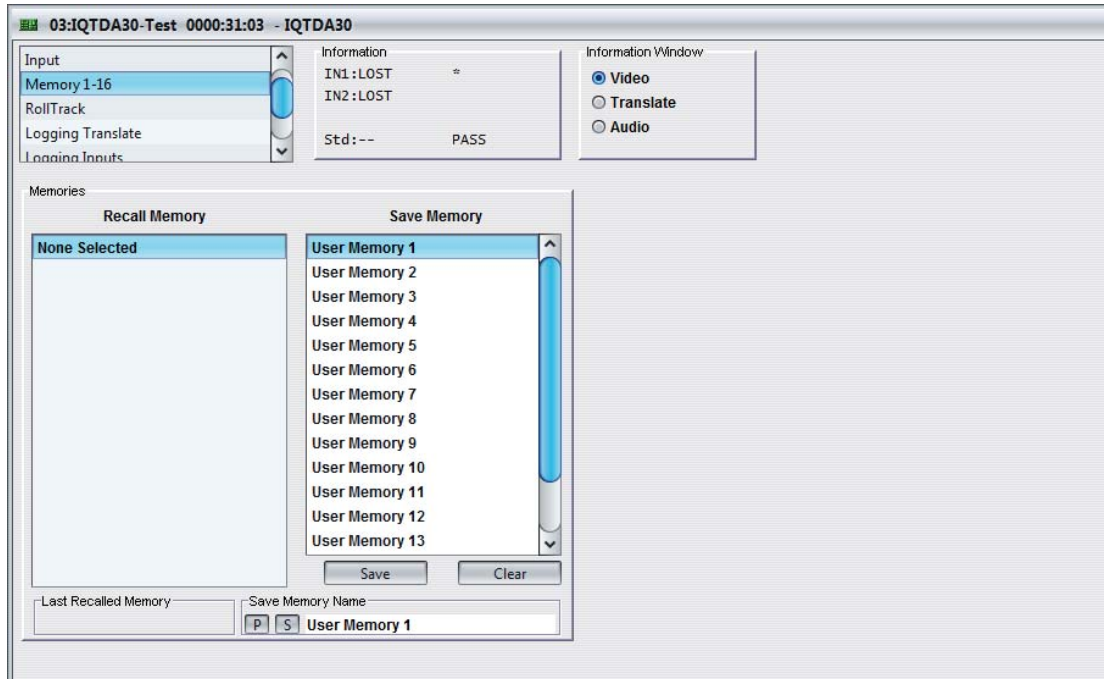 03:IQTDA30-Test 0000:31:03 - IQTDA30
Input
Memory 1-16
RollTrack
Logging Translate
Logging Inputs
Information
IN1:LOST *
IN2:LOST
Std:-- PASS
Information Window
Video
Translate
Audio
Memories
Recall Memory
None Selected
Save Memory
User Memory 1
User Memory 2
User Memory 3
User Memory 4
User Memory 5
User Memory 6
User Memory 7
User Memory 8
User Memory 9
User Memory 10
User Memory 11
User Memory 12
User Memory 13
Save Clear
Last Recalled Memory
Save Memory Name
P S User Memory 1